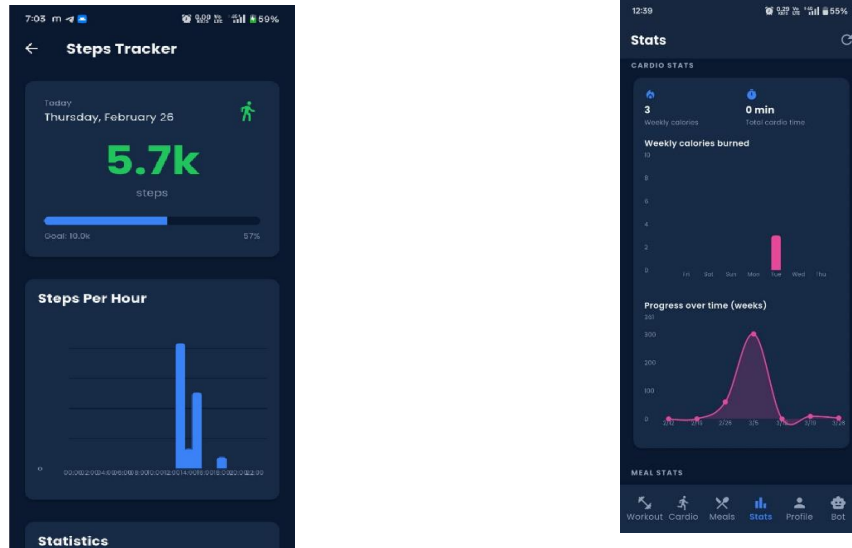 7:03 m 59%
Steps Tracker
Today
Thursday, February 26
5.7k
steps
Goal: 10.0k 57%
Steps Per Hour
0
Statistics
12:39 55%
Stats
CARDIO STATS
3
Weekly calories
0 min
Total cardio time
Weekly calories burned
10
8
6
4
2
0
Fri Sat Sun Mon Tue Wed Thu
Progress over time (weeks)
300
200
100
0
2/12 2/19 2/26 3/5 3/19 3/26
MEAL STATS
Workout Cardio Meals Stats Profile Bot